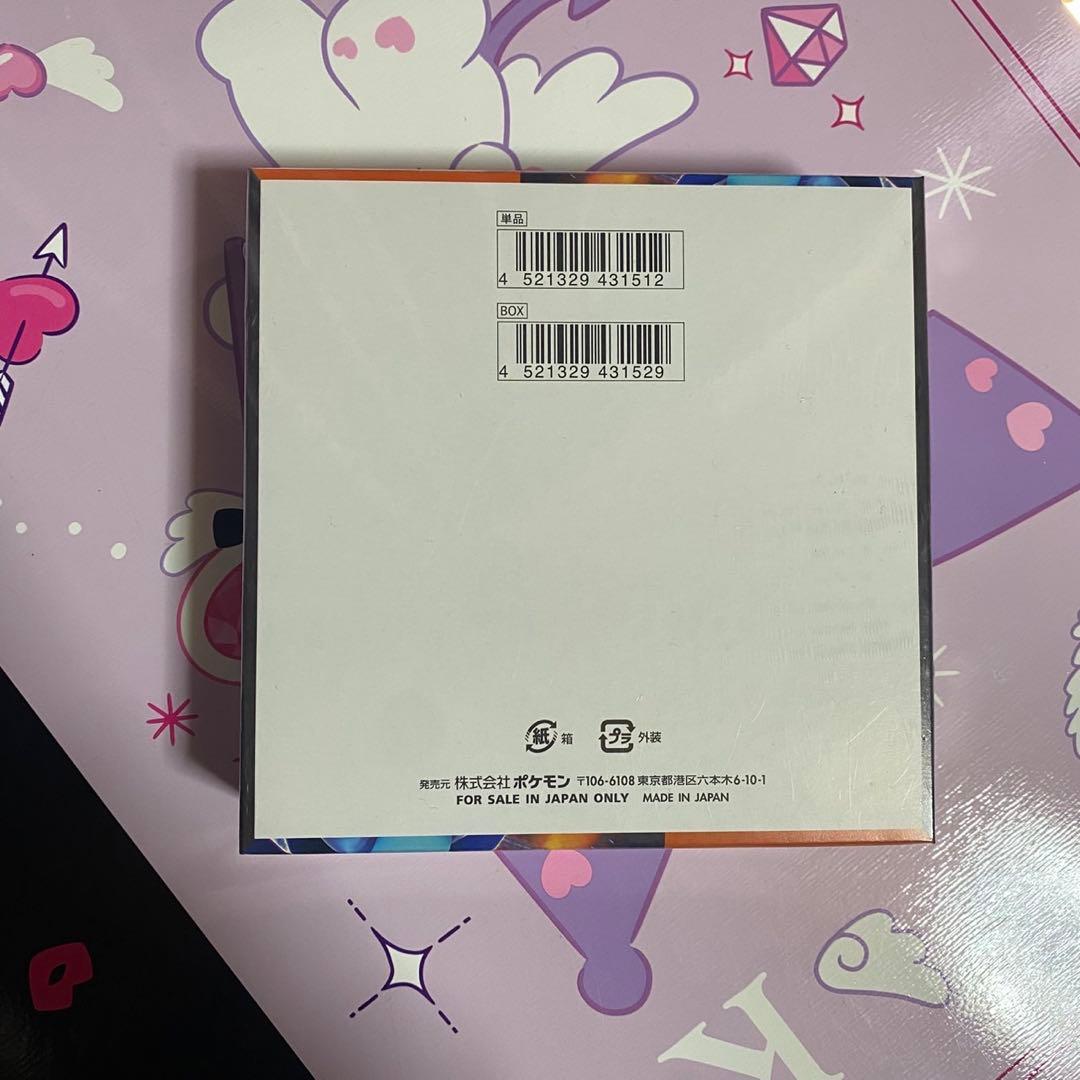 単品
4 521329 431512
BOX
4 521329 431529
紙 箱 プラ 外装
発売元 株式会社ポケモン 〒106-6108 東京都港区六本木6-10-1
FOR SALE IN JAPAN ONLY MADE IN JAPAN
K